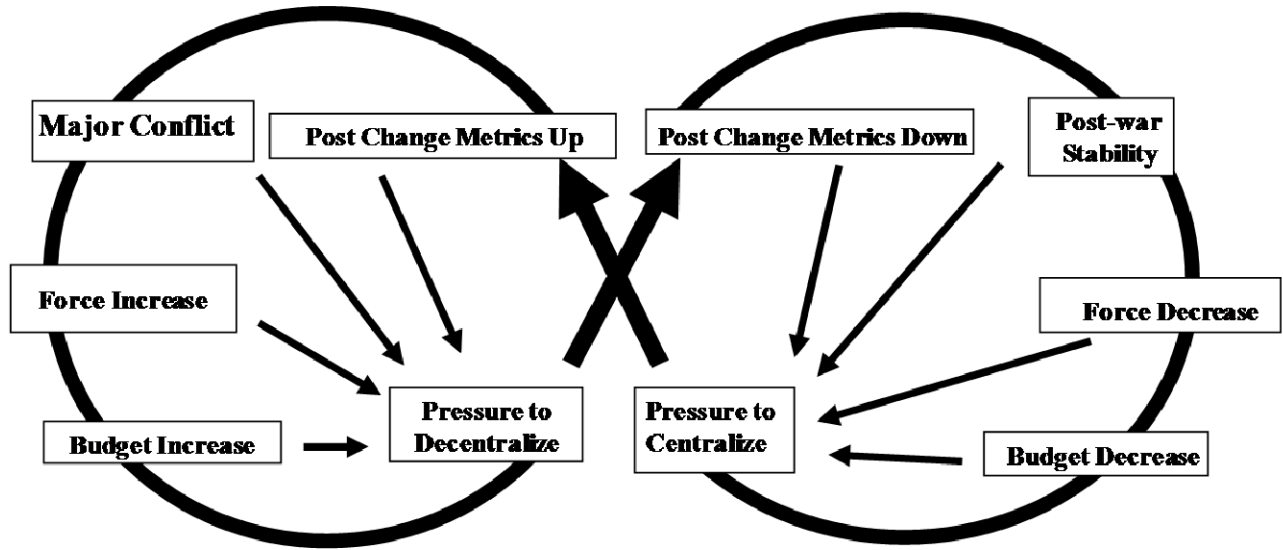 Major Conflict
Post Change Metrics Up
Post Change Metrics Down
Post-war
Stability
Force Increase
Force Decrease
Pressure to
Decentralize
Pressure to
Centralize
Budget Increase
Budget Decrease